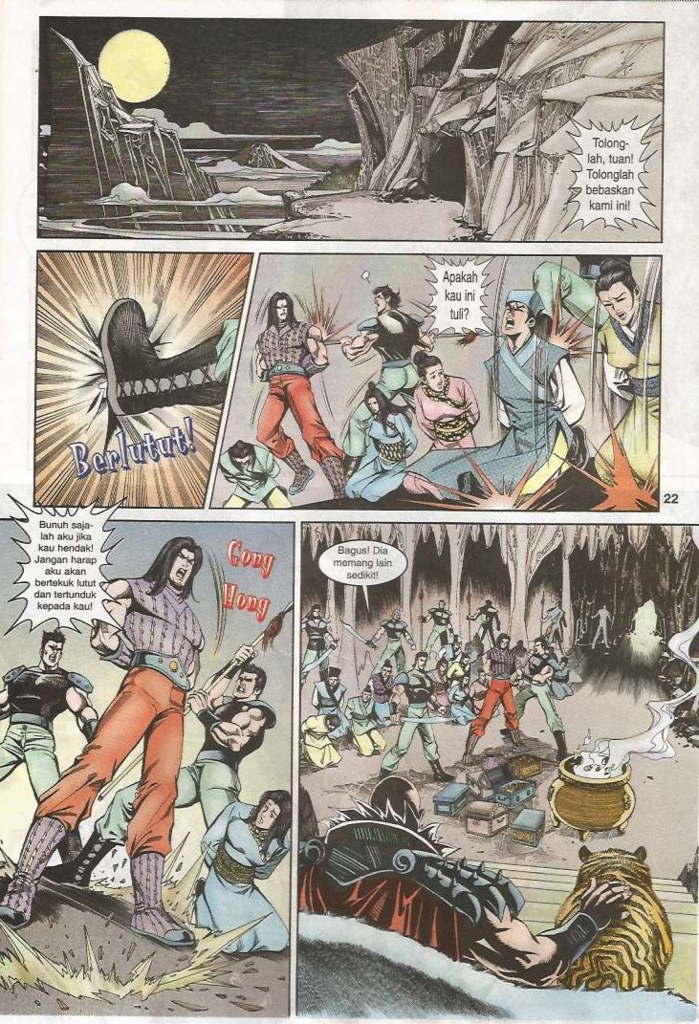 Tolong-
lah, tuan!
Tolonglah
bebaskan
kami ini!
Berlutut!
Apakah
kau ini
tuli?
22
Bunuh saja-
lah aku jika
kau hendak!
Jangan harap
aku akan
bertekuk lutut
dan tertunduk
kepada kau!
Gong
Hong
Bagus! Dia
memang lain
sedikit!